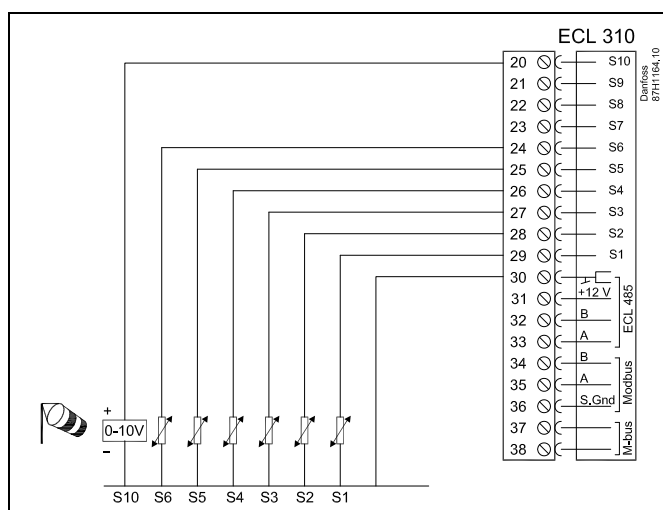 ECL 310
Danfoss
87H1164.10
20 S10
21 S9
22 S8
23 S7
24 S6
25 S5
26 S4
27 S3
28 S2
29 S1
30
31 +12 V
32 B
33 A
ECL 485
34 B
35 A
36 S.Gnd
Modbus
37
38
M-bus
+
0-10V
–
S10 S6 S5 S4 S3 S2 S1